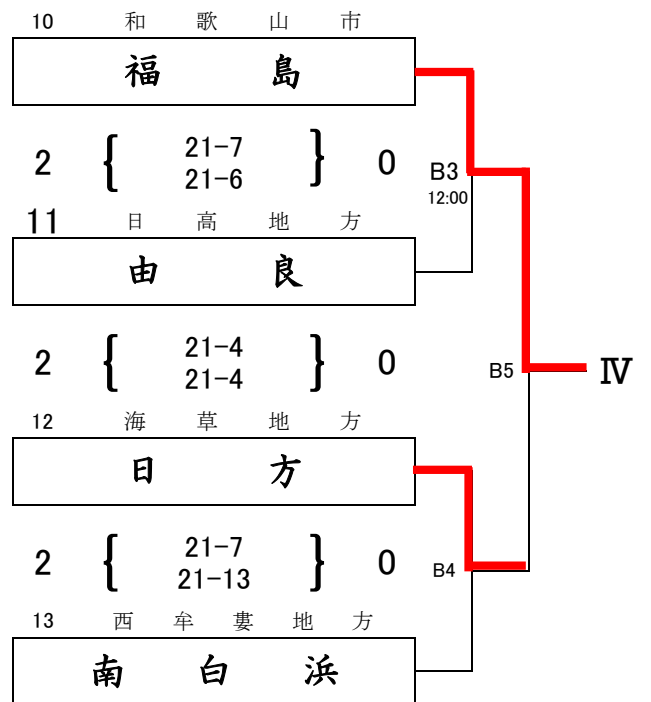 10 和歌山市
福島
2 { 21-7 } 0
21-6
B3
12:00
11 日高地方
由良
2 { 21-4 } 0
21-4
B5
Ⅳ
12 海草地方
日方
2 { 21-7 } 0
21-13
B4
13 西牟婁地方
南白浜